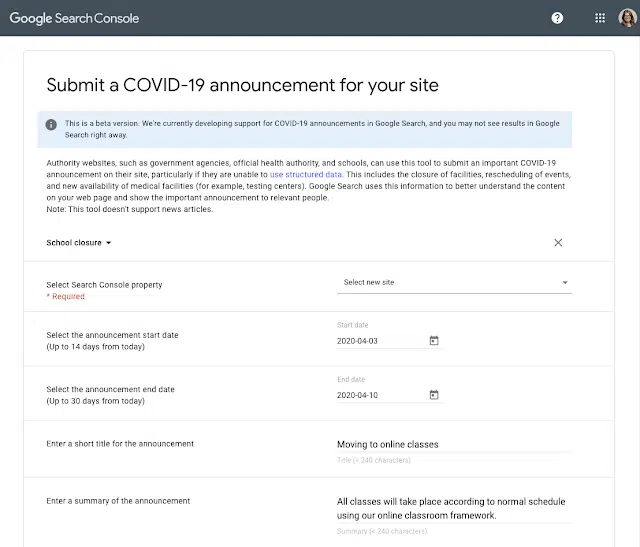 Google Search Console
Submit a COVID-19 announcement for your site
This is a beta version. We're currently developing support for COVID-19 announcements in Google Search, and you may not see results in Google
Search right away.
Authority websites, such as government agencies, official health authority, and schools, can use this tool to submit an important COVID-19
announcement on their site, particularly if they are unable to use structured data. This includes the closure of facilities, rescheduling of events,
and new availability of medical facilities (for example, testing centers). Google Search uses this information to better understand the content
on your web page and show the important announcement to relevant people.
Note: This tool doesn't support news articles.
School closure
Select Search Console property
* Required
Select new site
Select the announcement start date
(Up to 14 days from today)
Start date
2020-04-03
Select the announcement end date
(Up to 30 days from today)
End date
2020-04-10
Enter a short title for the announcement
Moving to online classes
Title (< 240 characters)
Enter a summary of the announcement
All classes will take place according to normal schedule
using our online classroom framework.
Summary (< 240 characters)